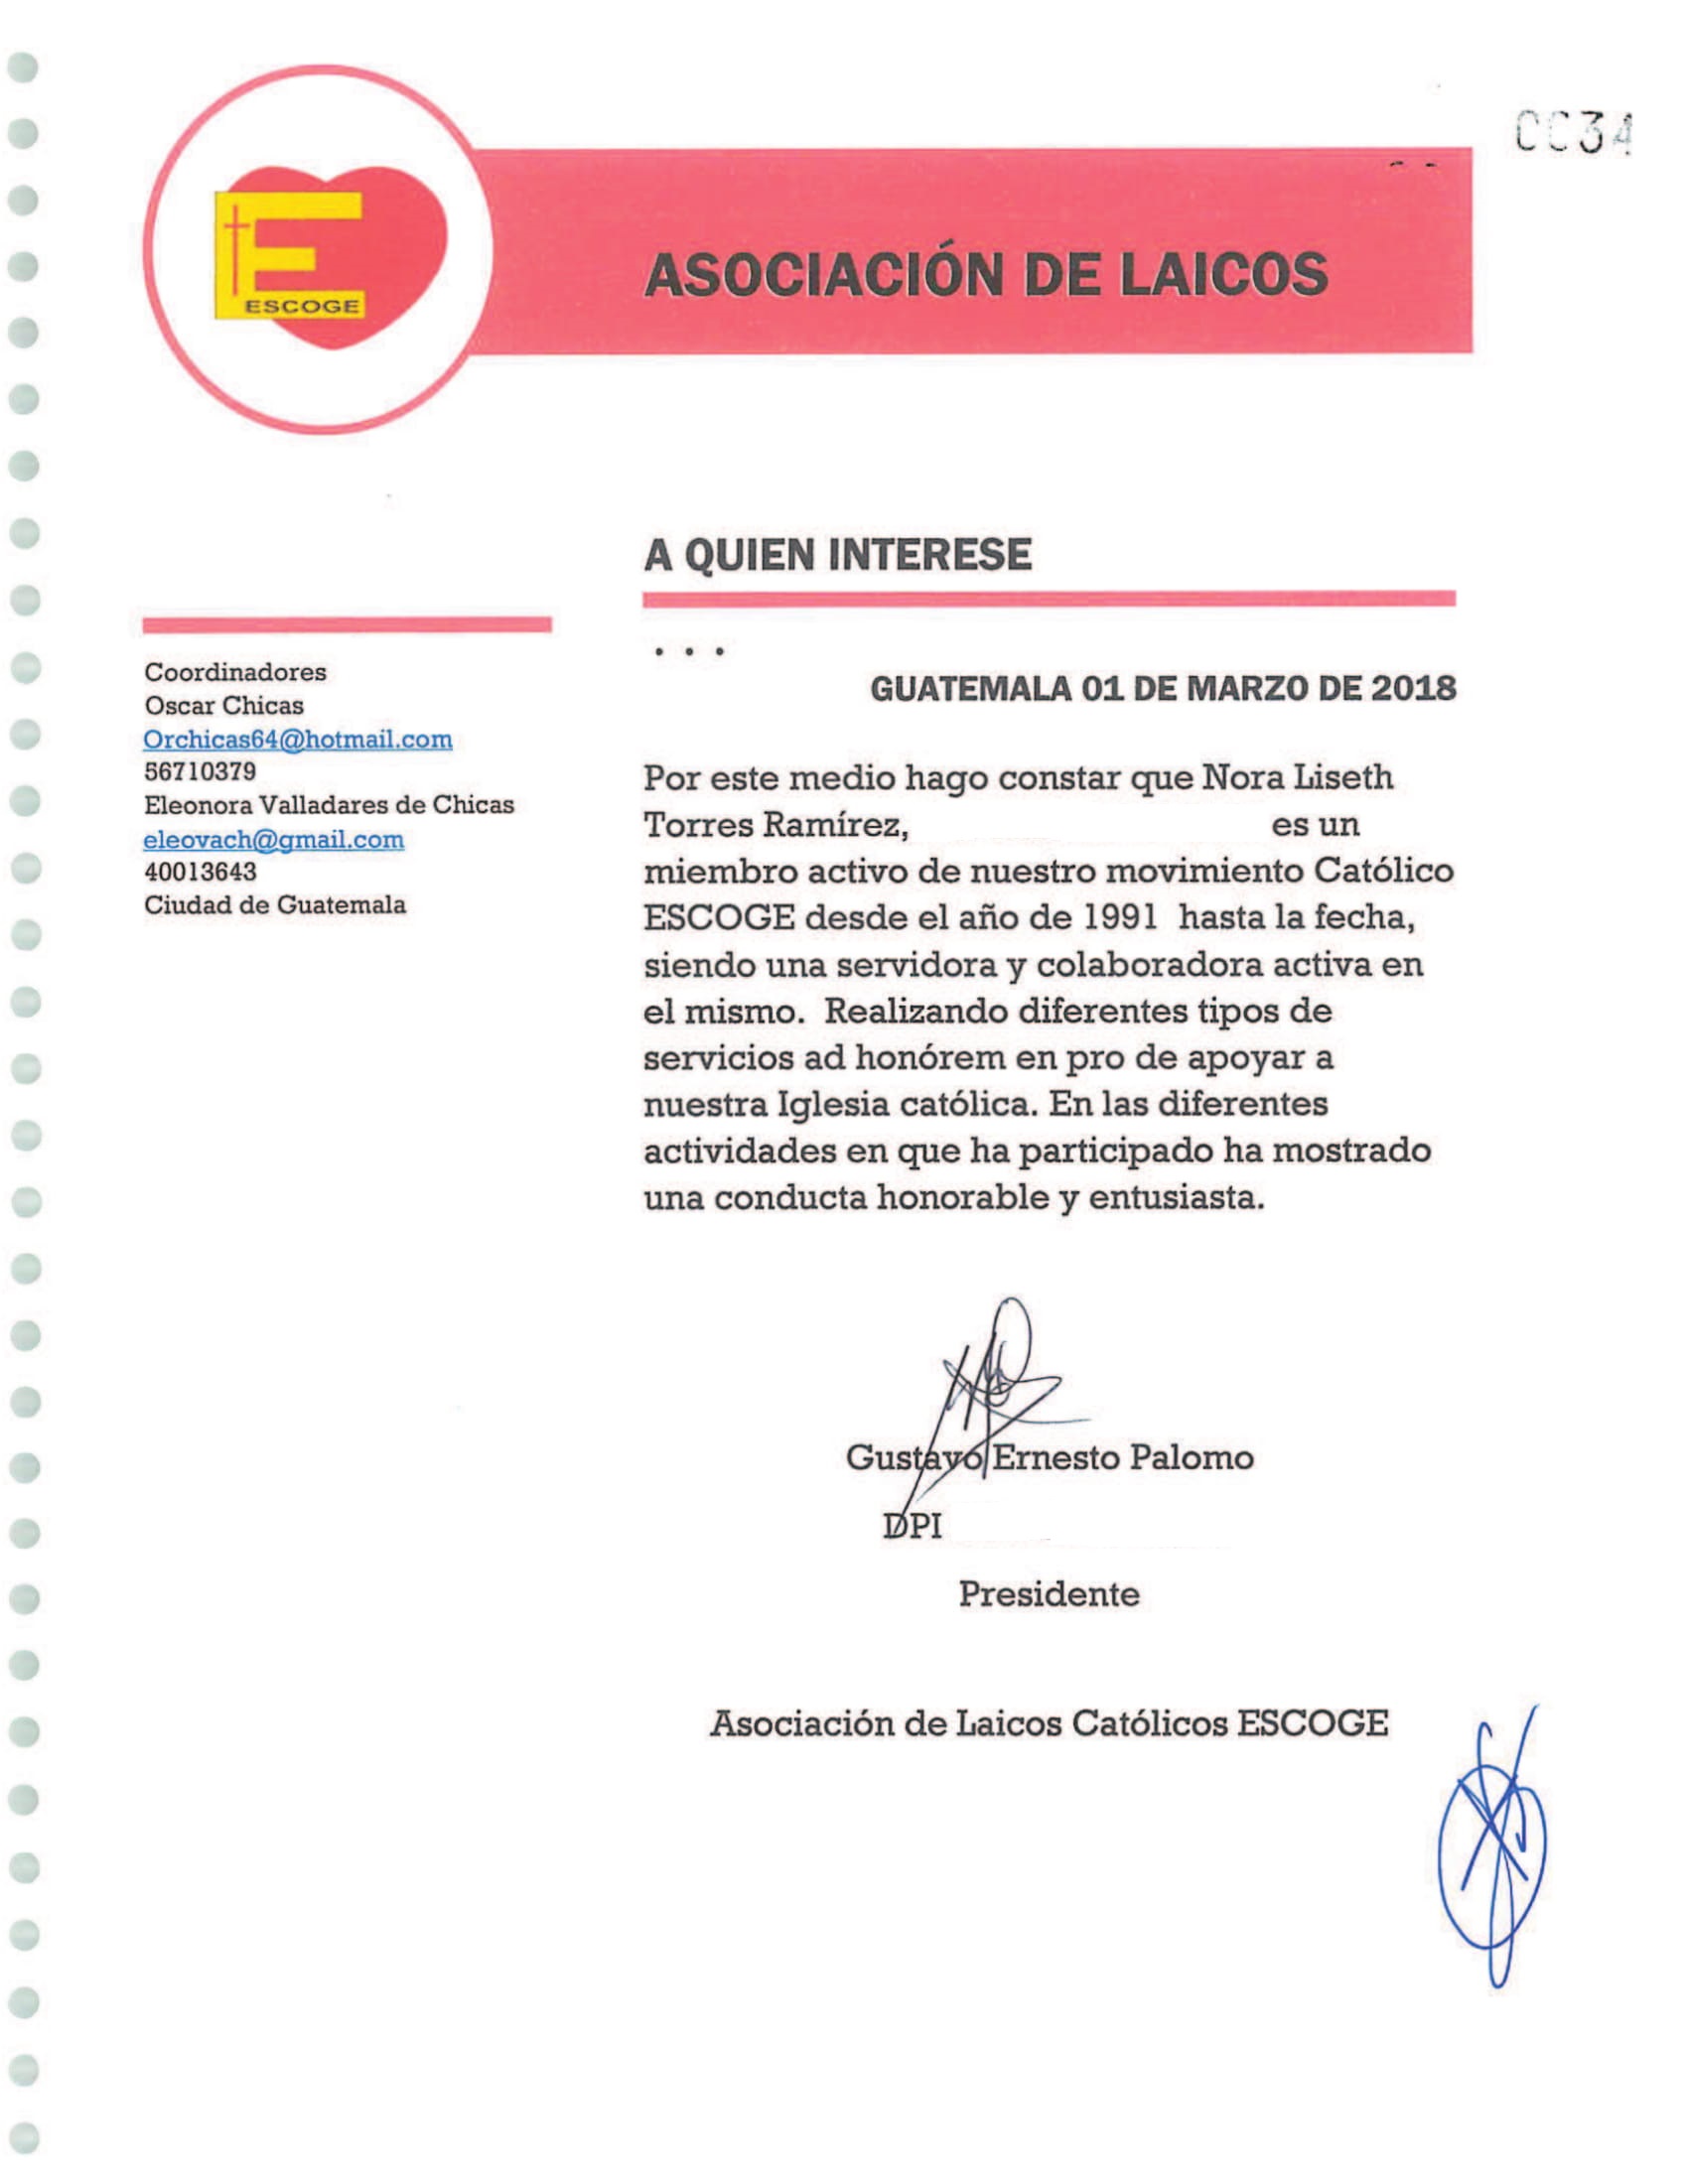 CC34
ESCOGE
ASOCIACIÓN DE LAICOS
A QUIEN INTERESE
. . .
GUATEMALA 01 DE MARZO DE 2018
Coordinadores
Oscar Chicas
Orchicas64@hotmail.com
56710379
Eleonora Valladares de Chicas
eleovach@gmail.com
40013643
Ciudad de Guatemala
Por este medio hago constar que Nora Liseth
Torres Ramírez, es un
miembro activo de nuestro movimiento Católico
ESCOGE desde el año de 1991 hasta la fecha,
siendo una servidora y colaboradora activa en
el mismo. Realizando diferentes tipos de
servicios ad honórem en pro de apoyar a
nuestra Iglesia católica. En las diferentes
actividades en que ha participado ha mostrado
una conducta honorable y entusiasta.
Gustavo Ernesto Palomo
DPI
Presidente
Asociación de Laicos Católicos ESCOGE